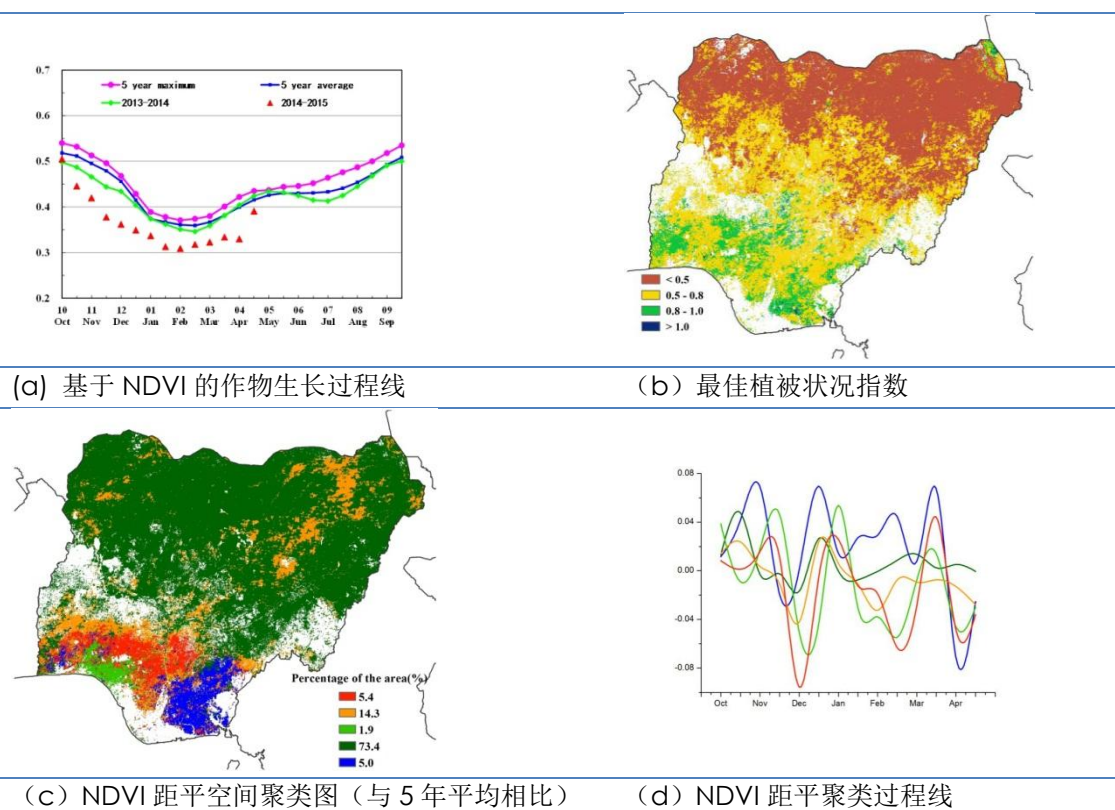 0.7
5 year maximum
5 year average
2013-2014
2014-2015
0.6
0.5
0.4
0.3
0.2
10 11 12 01 02 03 04 05 06 07 08 09
Oct Nov Dec Jan Feb Mar Apr May Jun Jul Aug Sep
< 0.5
0.5 - 0.8
0.8 - 1.0
> 1.0
(a) 基于 NDVI 的作物生长过程线
（b）最佳植被状况指数
Percentage of the area(%)
5.4
14.3
1.9
73.4
5.0
0.08
0.04
0.00
-0.04
-0.08
Oct Nov Dec Jan Feb Mar Apr
（c）NDVI 距平空间聚类图（与 5 年平均相比）
（d）NDVI 距平聚类过程线